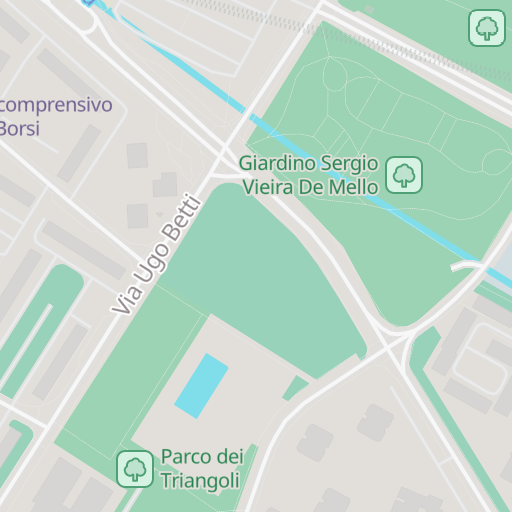 comprensivo
Borsi
Giardino Sergio
Vieira De Mello
Via Ugo Betti
Parco dei
Triangoli